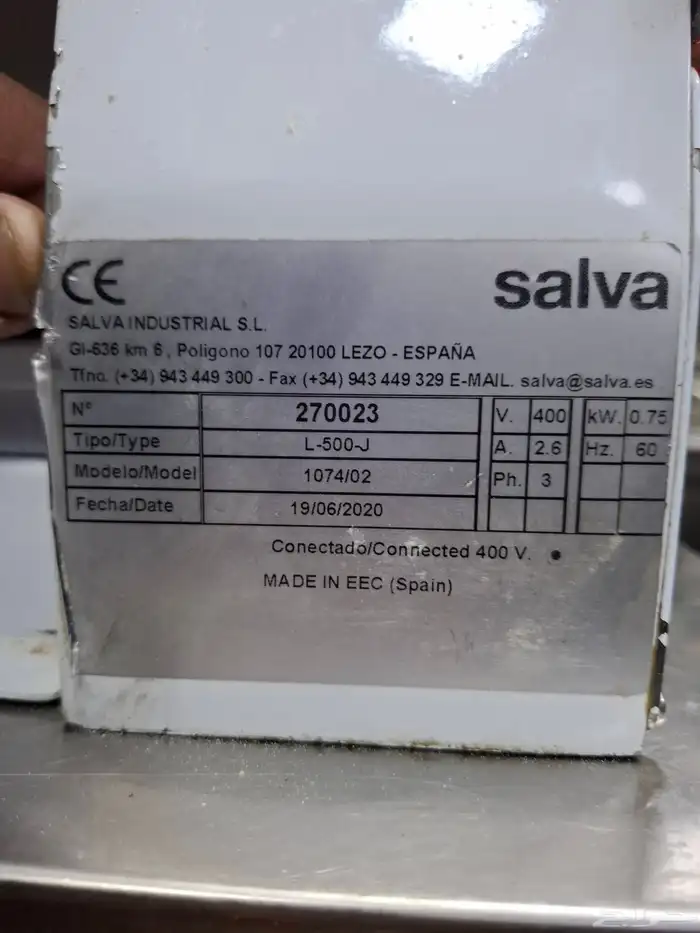 CE
salva
SALVA INDUSTRIAL S.L.
GI-636 km 6 , Poligono 107 20100 LEZO - ESPAÑA
Tfno. (+34) 943 449 300 - Fax (+34) 943 449 329 E-MAIL. salva@salva.es
Nº 270023 V. 400 kW. 0.75
Tipo/Type L-500-J A. 2.6 Hz. 60
Modelo/Model 1074/02 Ph. 3
Fecha/Date 19/06/2020
Conectado/Connected 400 V. ●
MADE IN EEC (Spain)